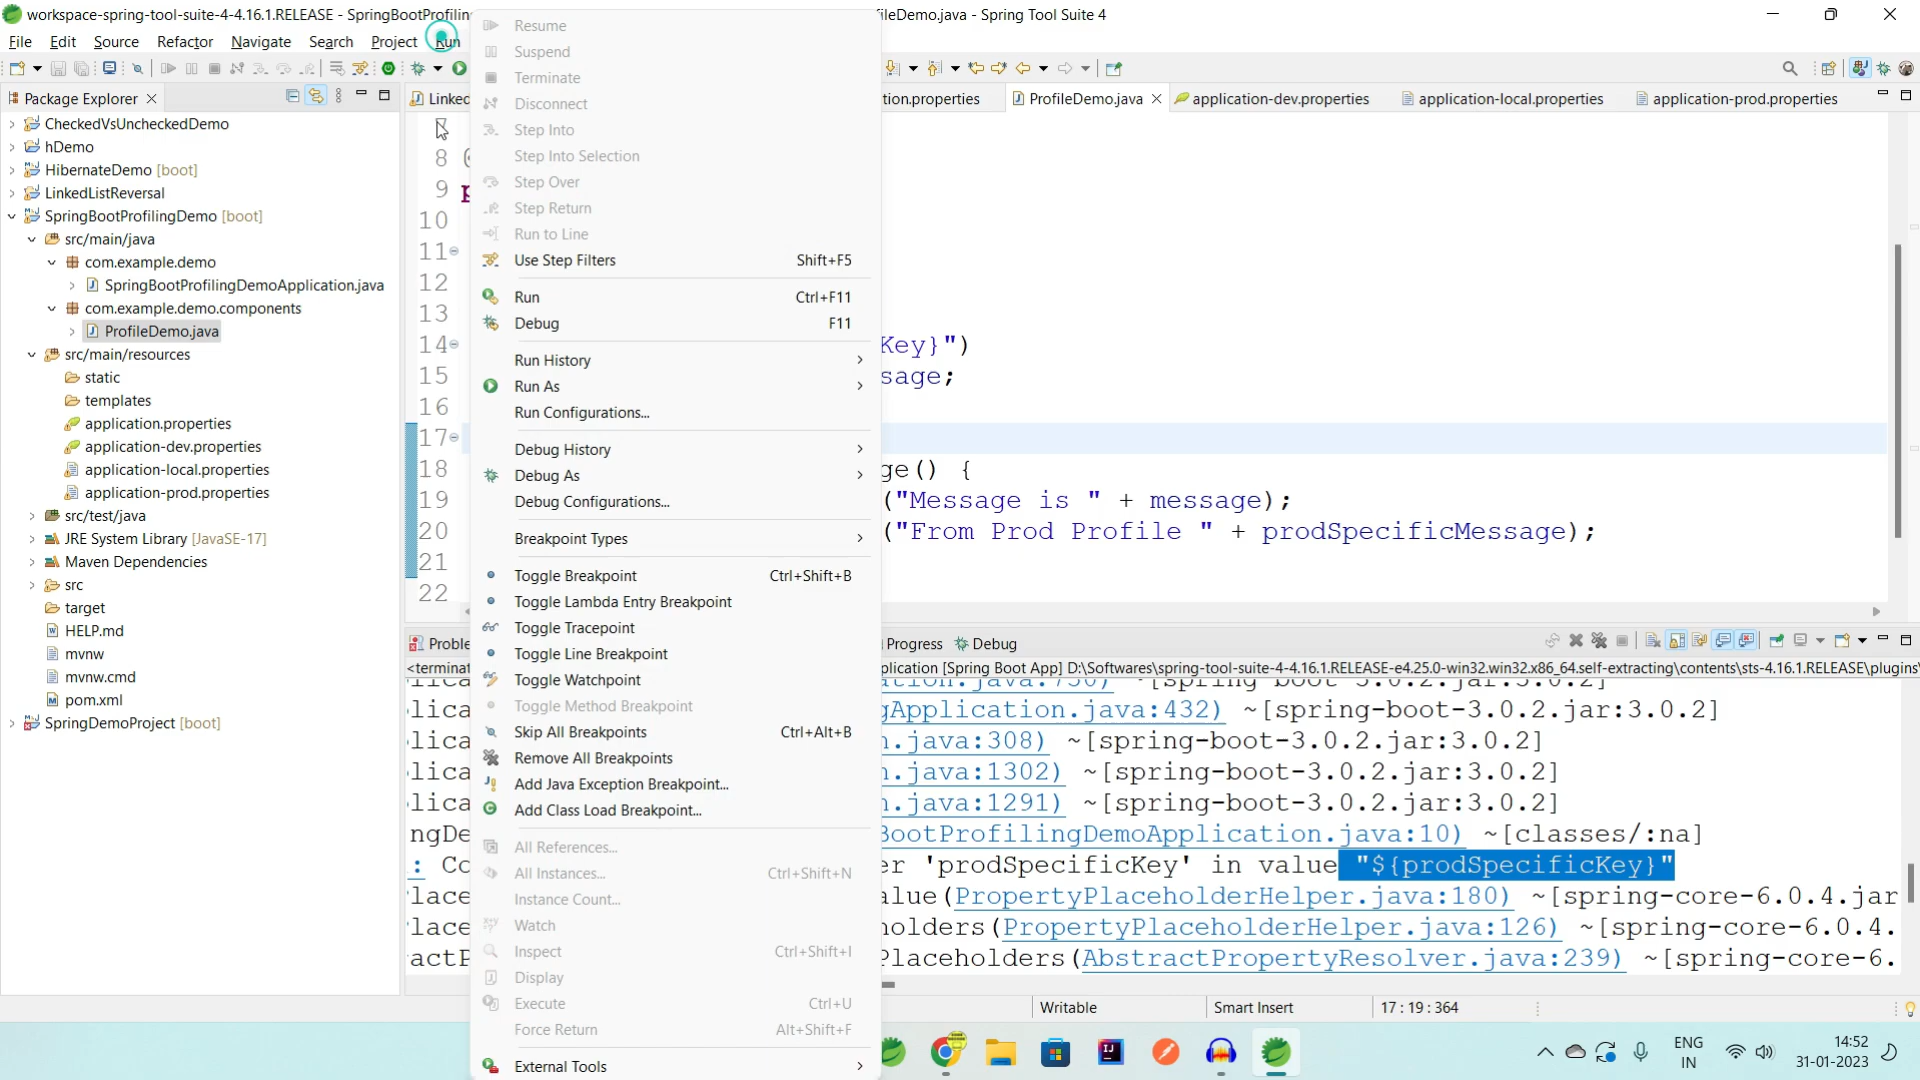 workspace-spring-tool-suite-4-4.16.1.RELEASE - SpringBootProfilin
ileDemo.java - Spring Tool Suite 4
File Edit Source Refactor Navigate Search Project Run
Package Explorer
Linked
tion.properties
ProfileDemo.java
application-dev.properties
application-local.properties
application-prod.properties
CheckedVsUncheckedDemo
hDemo
HibernateDemo [boot]
LinkedListReversal
SpringBootProfilingDemo [boot]
src/main/java
com.example.demo
SpringBootProfilingDemoApplication.java
com.example.demo.components
ProfileDemo.java
src/main/resources
static
templates
application.properties
application-dev.properties
application-local.properties
application-prod.properties
src/test/java
JRE System Library [JavaSE-17]
Maven Dependencies
src
target
HELP.md
mvnw
mvnw.cmd
pom.xml
SpringDemoProject [boot]
Resume
Suspend
Terminate
Disconnect
Step Into
Step Into Selection
Step Over
Step Return
Run to Line
Use Step Filters Shift+F5
Run Ctrl+F11
Debug F11
Run History
Run As
Run Configurations...
Debug History
Debug As
Debug Configurations...
Breakpoint Types
Toggle Breakpoint Ctrl+Shift+B
Toggle Lambda Entry Breakpoint
Toggle Tracepoint
Toggle Line Breakpoint
Toggle Watchpoint
Toggle Method Breakpoint
Skip All Breakpoints Ctrl+Alt+B
Remove All Breakpoints
Add Java Exception Breakpoint...
Add Class Load Breakpoint...
All References...
All Instances... Ctrl+Shift+N
Instance Count...
Watch
Inspect Ctrl+Shift+I
Display
Execute Ctrl+U
Force Return Alt+Shift+F
External Tools
8
9 p
10
11
12
13
14 Key}")
15 sage;
16
17
18 ge() {
19 ("Message is " + message);
20 ("From Prod Profile " + prodSpecificMessage);
21
22
Proble
Progress
Debug
<terminat
plication [Spring Boot App] D:\Softwares\spring-tool-suite-4-4.16.1.RELEASE-e4.25.0-win32.win32.x86_64.self-extracting\contents\sts-4.16.1.RELEASE\plugins\
lica gApplication.java:432) ~[spring-boot-3.0.2.jar:3.0.2]
lica n.java:308) ~[spring-boot-3.0.2.jar:3.0.2]
lica n.java:1302) ~[spring-boot-3.0.2.jar:3.0.2]
lica n.java:1291) ~[spring-boot-3.0.2.jar:3.0.2]
ngDe BootProfilingDemoApplication.java:10) ~[classes/:na]
: Co er 'prodSpecificKey' in value "${prodSpecificKey}"
lace alue(PropertyPlaceholderHelper.java:180) ~[spring-core-6.0.4.jar
lace holders(PropertyPlaceholderHelper.java:126) ~[spring-core-6.0.4.
actP Placeholders(AbstractPropertyResolver.java:239) ~[spring-core-6.
Writable
Smart Insert
17 : 19 : 364
ENG
IN
14:52
31-01-2023